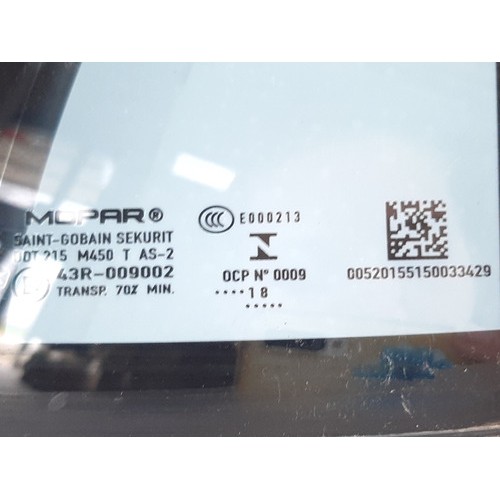 MOPAR®
SAINT-GOBAIN SEKURIT
DOT 215 M450 T AS-2
43R-009002
TRANSP. 70% MIN.
CCC E000213
N
OCP Nº 0009
....18
.....
00520155150033429